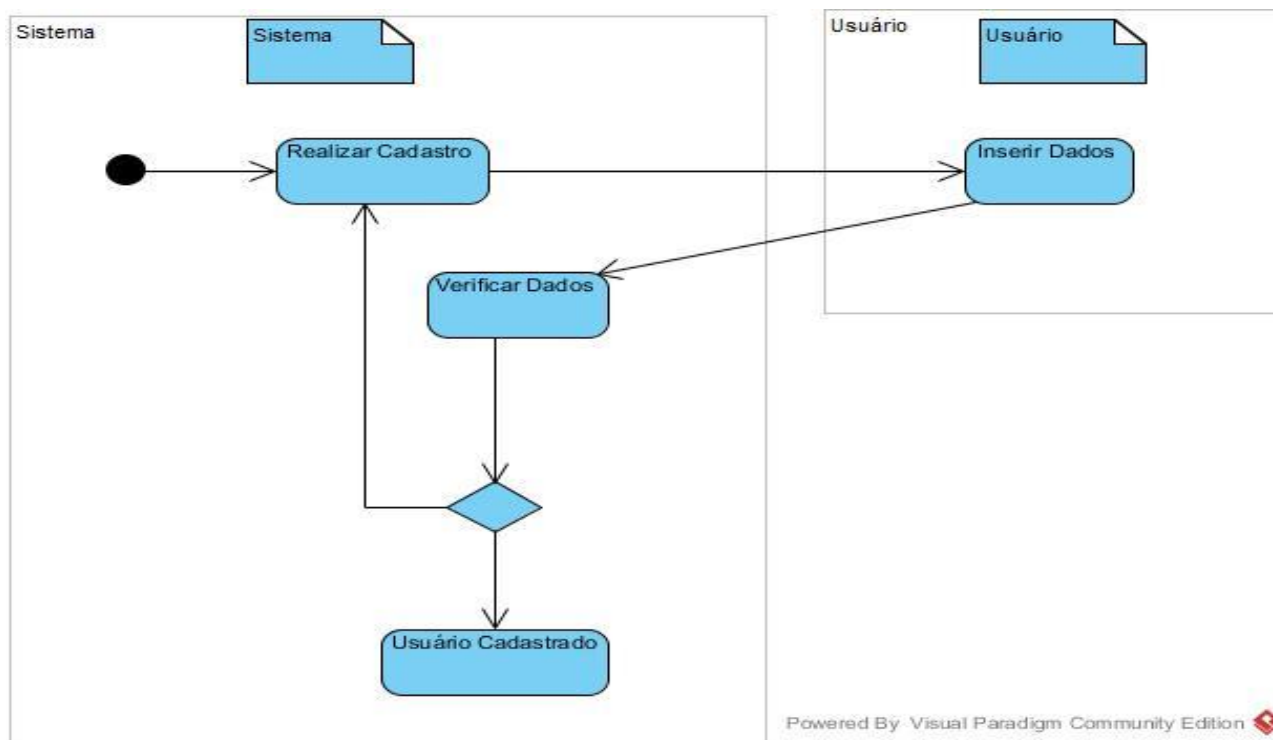 Sistema
Sistema
Usuário
Usuário
Realizar Cadastro
Inserir Dados
Verificar Dados
Usuário Cadastrado
Powered By Visual Paradigm Community Edition